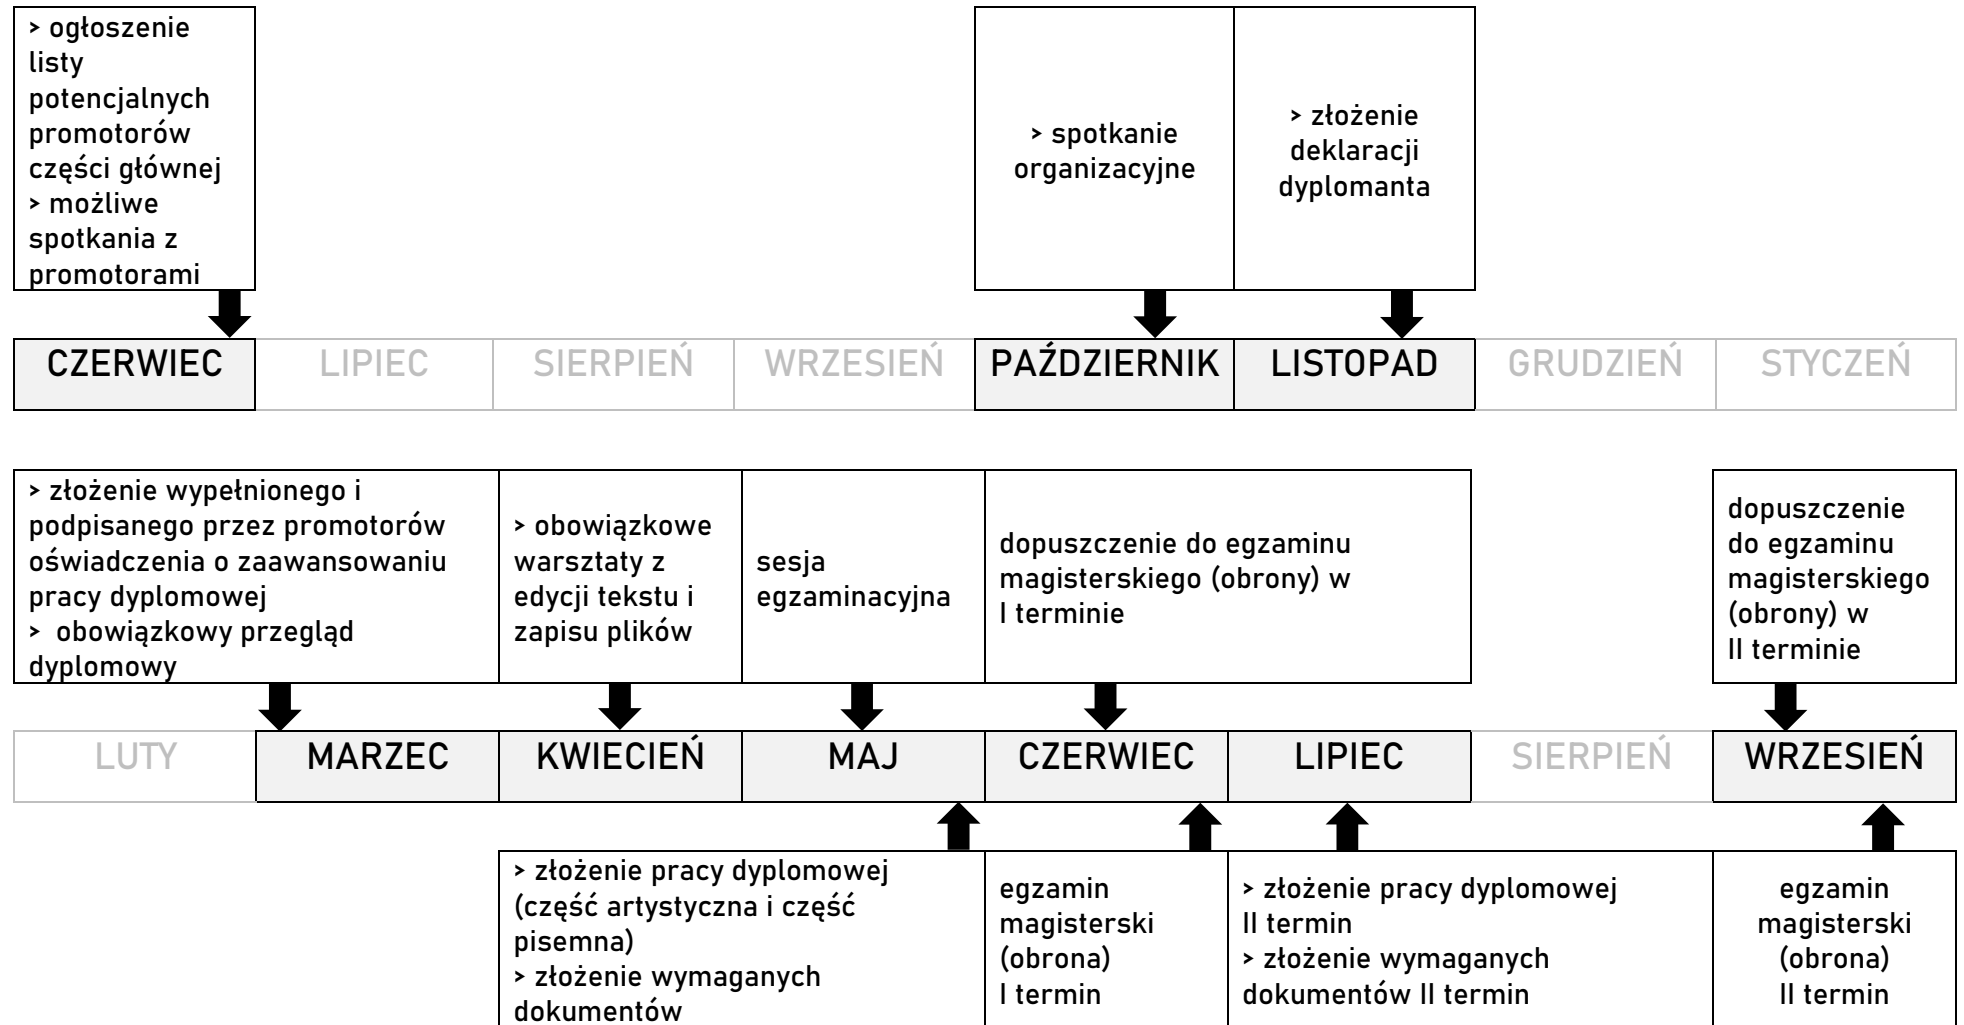 > ogłoszenie
listy
potencjalnych
promotorów
części głównej
> możliwe
spotkania z
promotorami
> spotkanie
organizacyjne
> złożenie
deklaracji
dyplomanta
CZERWIEC
LIPIEC
SIERPIEŃ
WRZESIEŃ
PAŹDZIERNIK
LISTOPAD
GRUDZIEŃ
STYCZEŃ
> złożenie wypełnionego i
podpisanego przez promotorów
oświadczenia o zaawansowaniu
pracy dyplomowej
> obowiązkowy przegląd
dyplomowy
> obowiązkowe
warsztaty z
edycji tekstu i
zapisu plików
sesja
egzaminacyjna
dopuszczenie do egzaminu
magisterskiego (obrony) w
I terminie
dopuszczenie
do egzaminu
magisterskiego
(obrony) w
II terminie
LUTY
MARZEC
KWIECIEŃ
MAJ
CZERWIEC
LIPIEC
SIERPIEŃ
WRZESIEŃ
> złożenie pracy dyplomowej
(część artystyczna i część
pisemna)
> złożenie wymaganych
dokumentów
egzamin
magisterski
(obrona)
I termin
> złożenie pracy dyplomowej
II termin
> złożenie wymaganych
dokumentów II termin
egzamin
magisterski
(obrona)
II termin